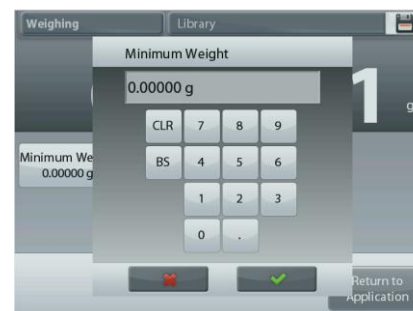 Weighing
Library
Minimum Weight
0.00000 g
1
g
CLR 7 8 9
Minimum We
0.00000 g
BS 4 5 6
1 2 3
0 .
Return to
Application